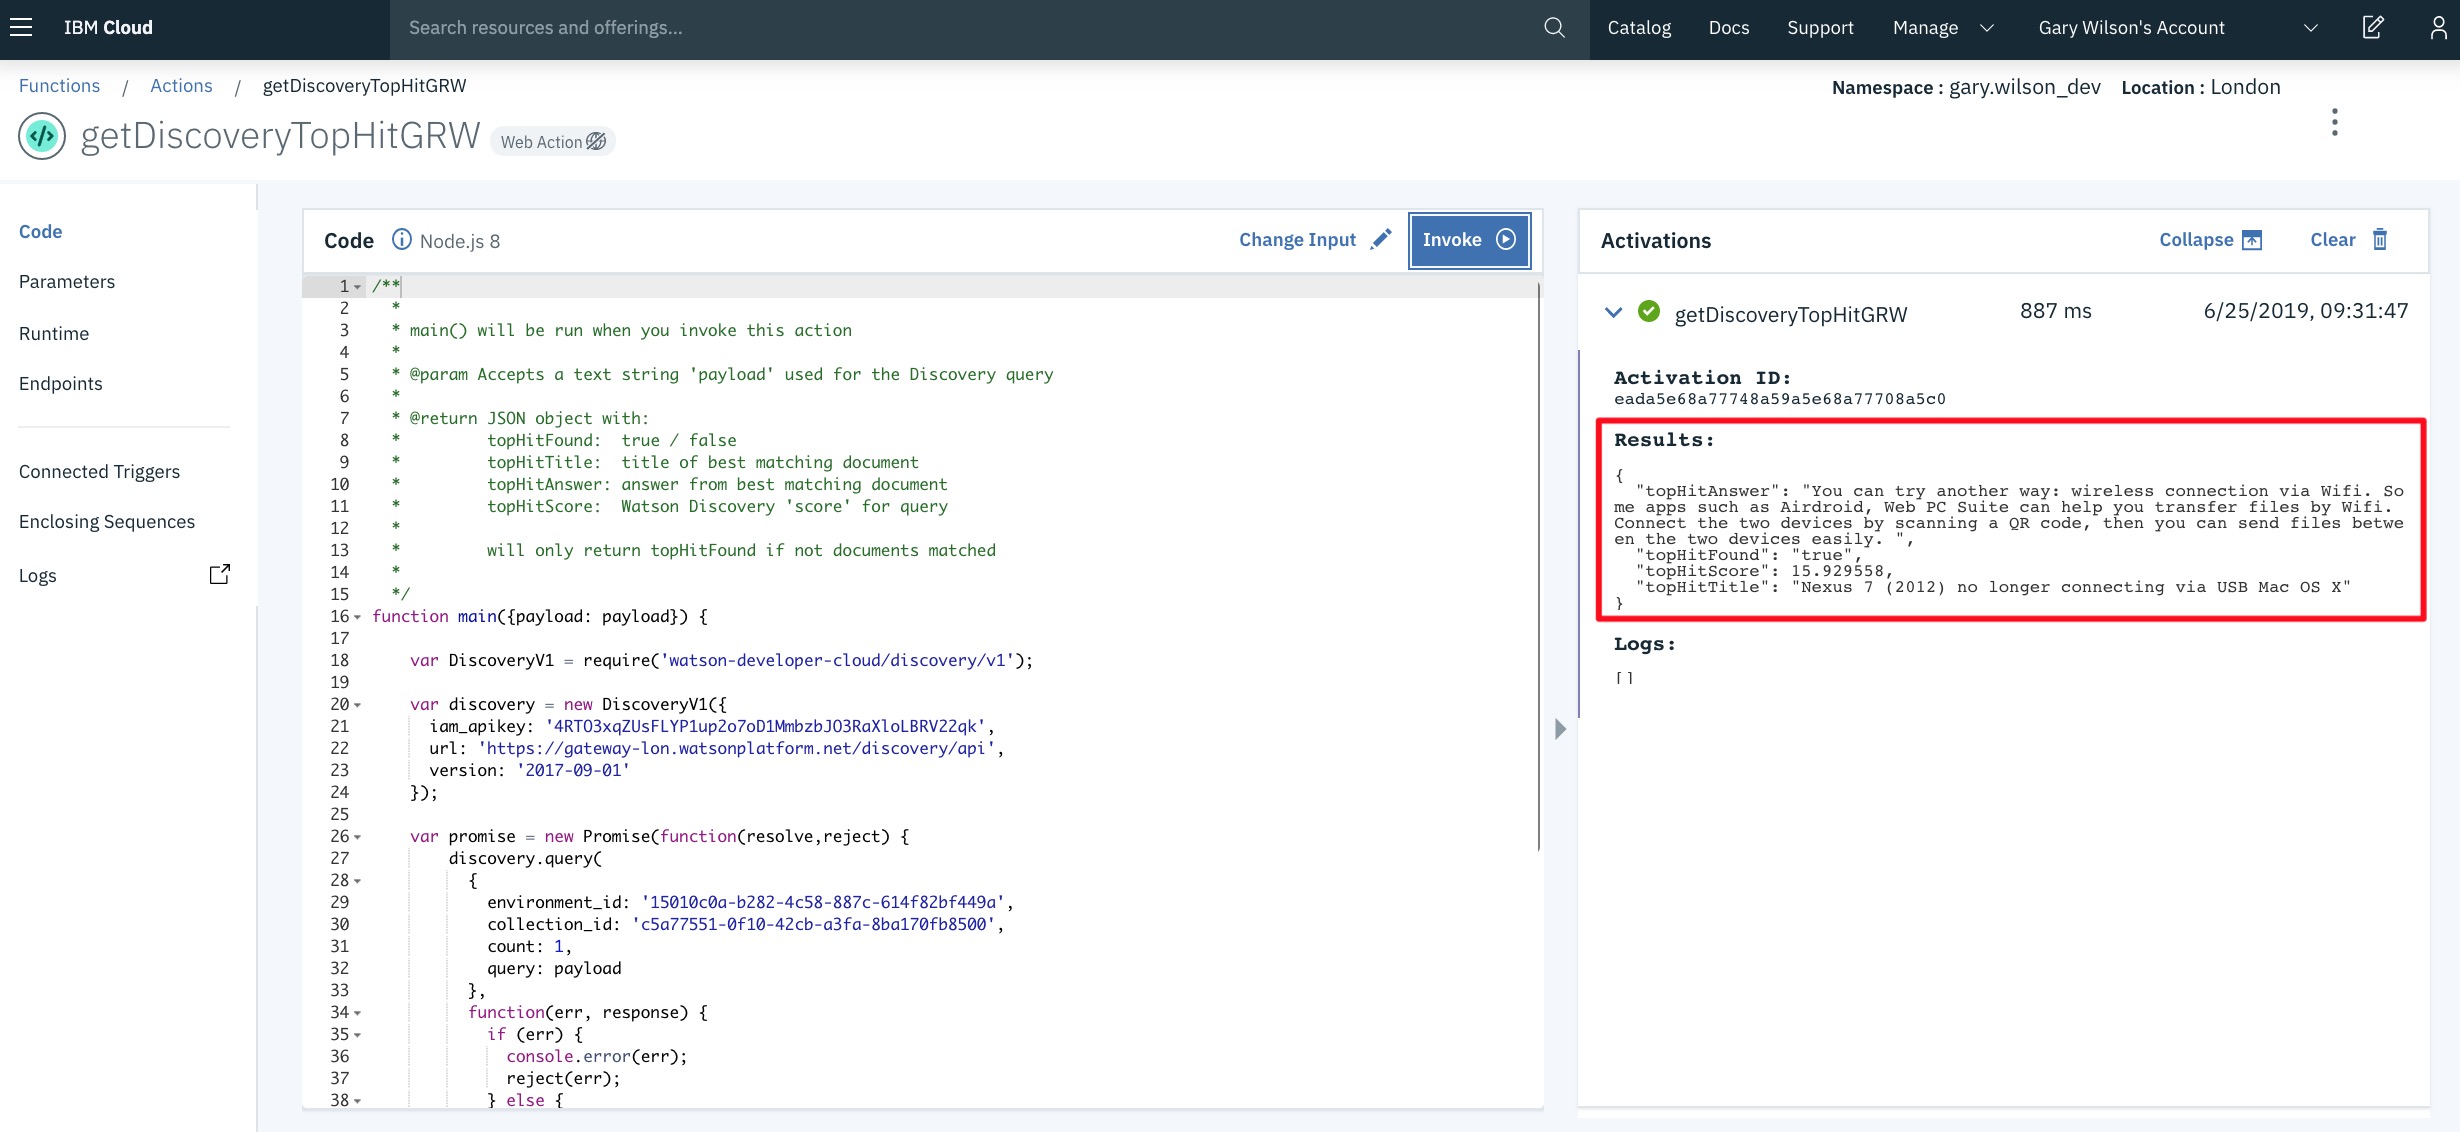 IBM Cloud
Search resources and offerings...
Catalog
Docs
Support
Manage
Gary Wilson's Account
Functions / Actions / getDiscoveryTopHitGRW
Namespace : gary.wilson_dev Location : London
getDiscoveryTopHitGRW
Web Action
Code
Parameters
Runtime
Endpoints
Connected Triggers
Enclosing Sequences
Logs
Code Node.js 8
Change Input
Invoke
1 /**
2 *
3 * main() will be run when you invoke this action
4 *
5 * @param Accepts a text string 'payload' used for the Discovery query
6 *
7 * @return JSON object with:
8 * topHitFound: true / false
9 * topHitTitle: title of best matching document
10 * topHitAnswer: answer from best matching document
11 * topHitScore: Watson Discovery 'score' for query
12 *
13 * will only return topHitFound if not documents matched
14 *
15 */
16 function main({payload: payload}) {
17
18 var DiscoveryV1 = require('watson-developer-cloud/discovery/v1');
19
20 var discovery = new DiscoveryV1({
21 iam_apikey: '4RTO3xqZUsFLYP1up2o7oD1MmbzbJO3RaXloLBRV22qk',
22 url: 'https://gateway-lon.watsonplatform.net/discovery/api',
23 version: '2017-09-01'
24 });
25
26 var promise = new Promise(function(resolve,reject) {
27 discovery.query(
28 {
29 environment_id: '15010c0a-b282-4c58-887c-614f82bf449a',
30 collection_id: 'c5a77551-0f10-42cb-a3fa-8ba170fb8500',
31 count: 1,
32 query: payload
33 },
34 function(err, response) {
35 if (err) {
36 console.error(err);
37 reject(err);
38 } else {
Activations
Collapse
Clear
getDiscoveryTopHitGRW
887 ms
6/25/2019, 09:31:47
Activation ID:
eada5e68a77748a59a5e68a77708a5c0
Results:
{
"topHitAnswer": "You can try another way: wireless connection via Wifi. So
me apps such as Airdroid, Web PC Suite can help you transfer files by Wifi.
Connect the two devices by scanning a QR code, then you can send files betwe
en the two devices easily. ",
"topHitFound": "true",
"topHitScore": 15.929558,
"topHitTitle": "Nexus 7 (2012) no longer connecting via USB Mac OS X"
}
Logs:
[]